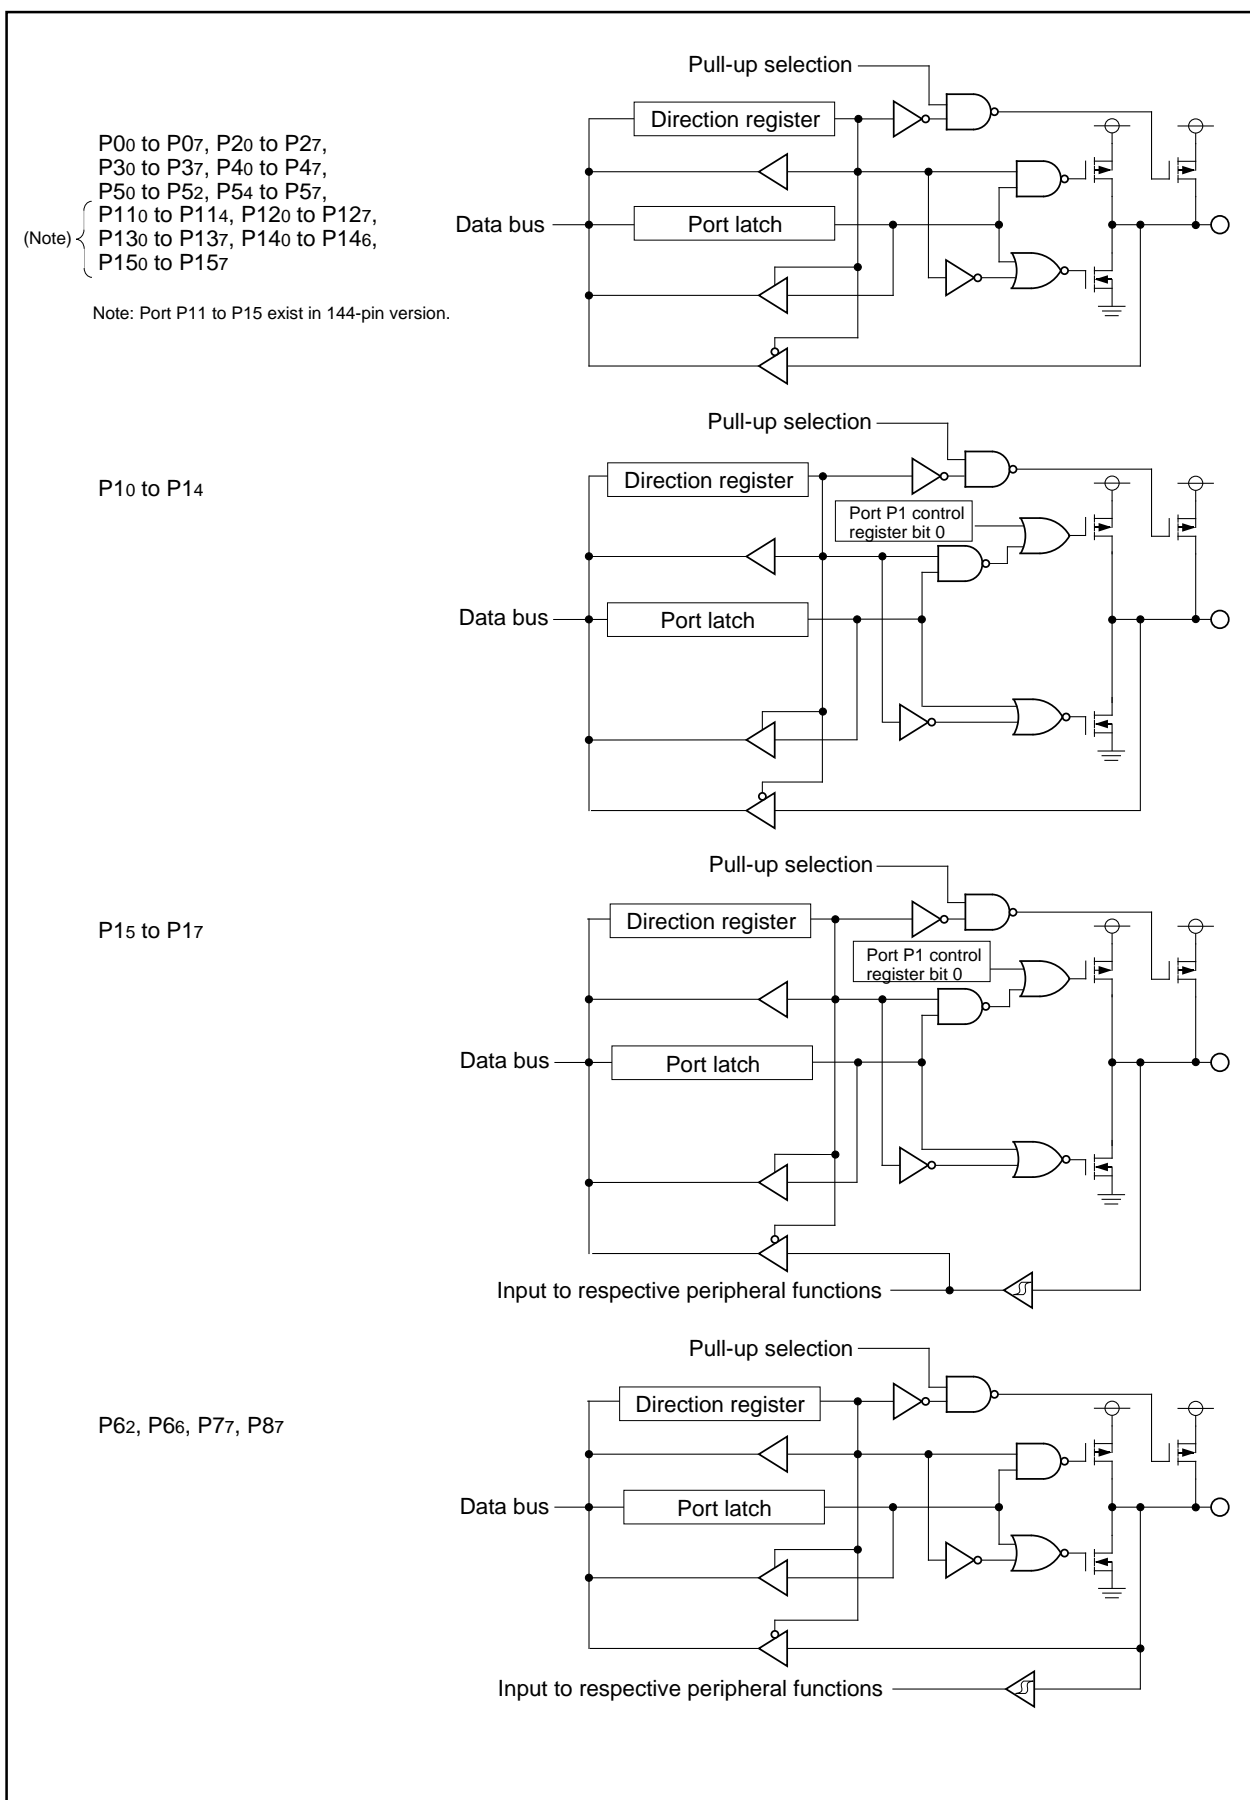 Pull-up selection
Direction register
P00 to P07, P20 to P27,
P30 to P37, P40 to P47,
P50 to P52, P54 to P57,
P110 to P114, P120 to P127,
(Note)
P130 to P137, P140 to P146,
P150 to P157
Data bus
Port latch
Note: Port P11 to P15 exist in 144-pin version.
Pull-up selection
P10 to P14
Direction register
Port P1 control
register bit 0
Data bus
Port latch
Pull-up selection
P15 to P17
Direction register
Port P1 control
register bit 0
Data bus
Port latch
Input to respective peripheral functions
Pull-up selection
P62, P66, P77, P87
Direction register
Data bus
Port latch
Input to respective peripheral functions